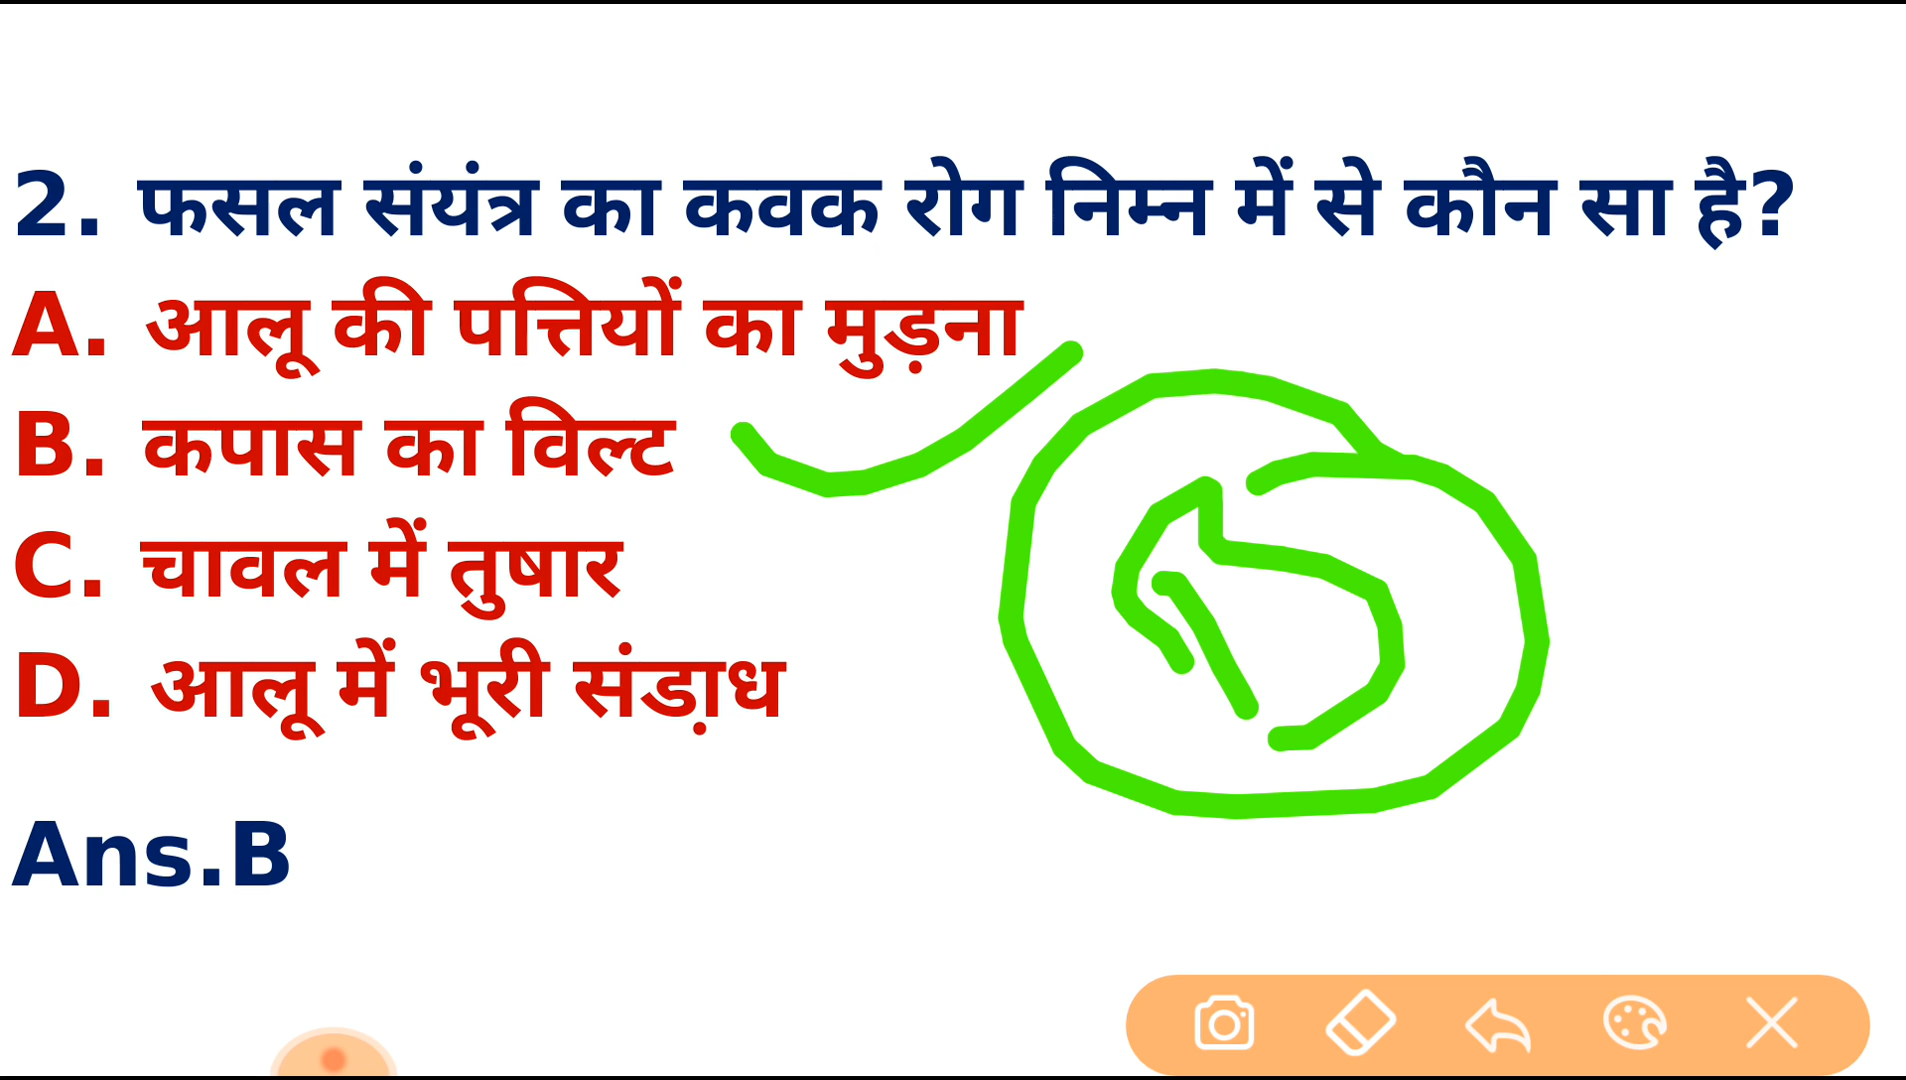 2. फसल संयंत्र का कवक रोग निम्न में से कौन सा है?
A. आलू की पत्तियों का मुड़ना
B. कपास का विल्ट
C. चावल में तुषार
D. आलू में भूरी संडा़ध
Ans.B